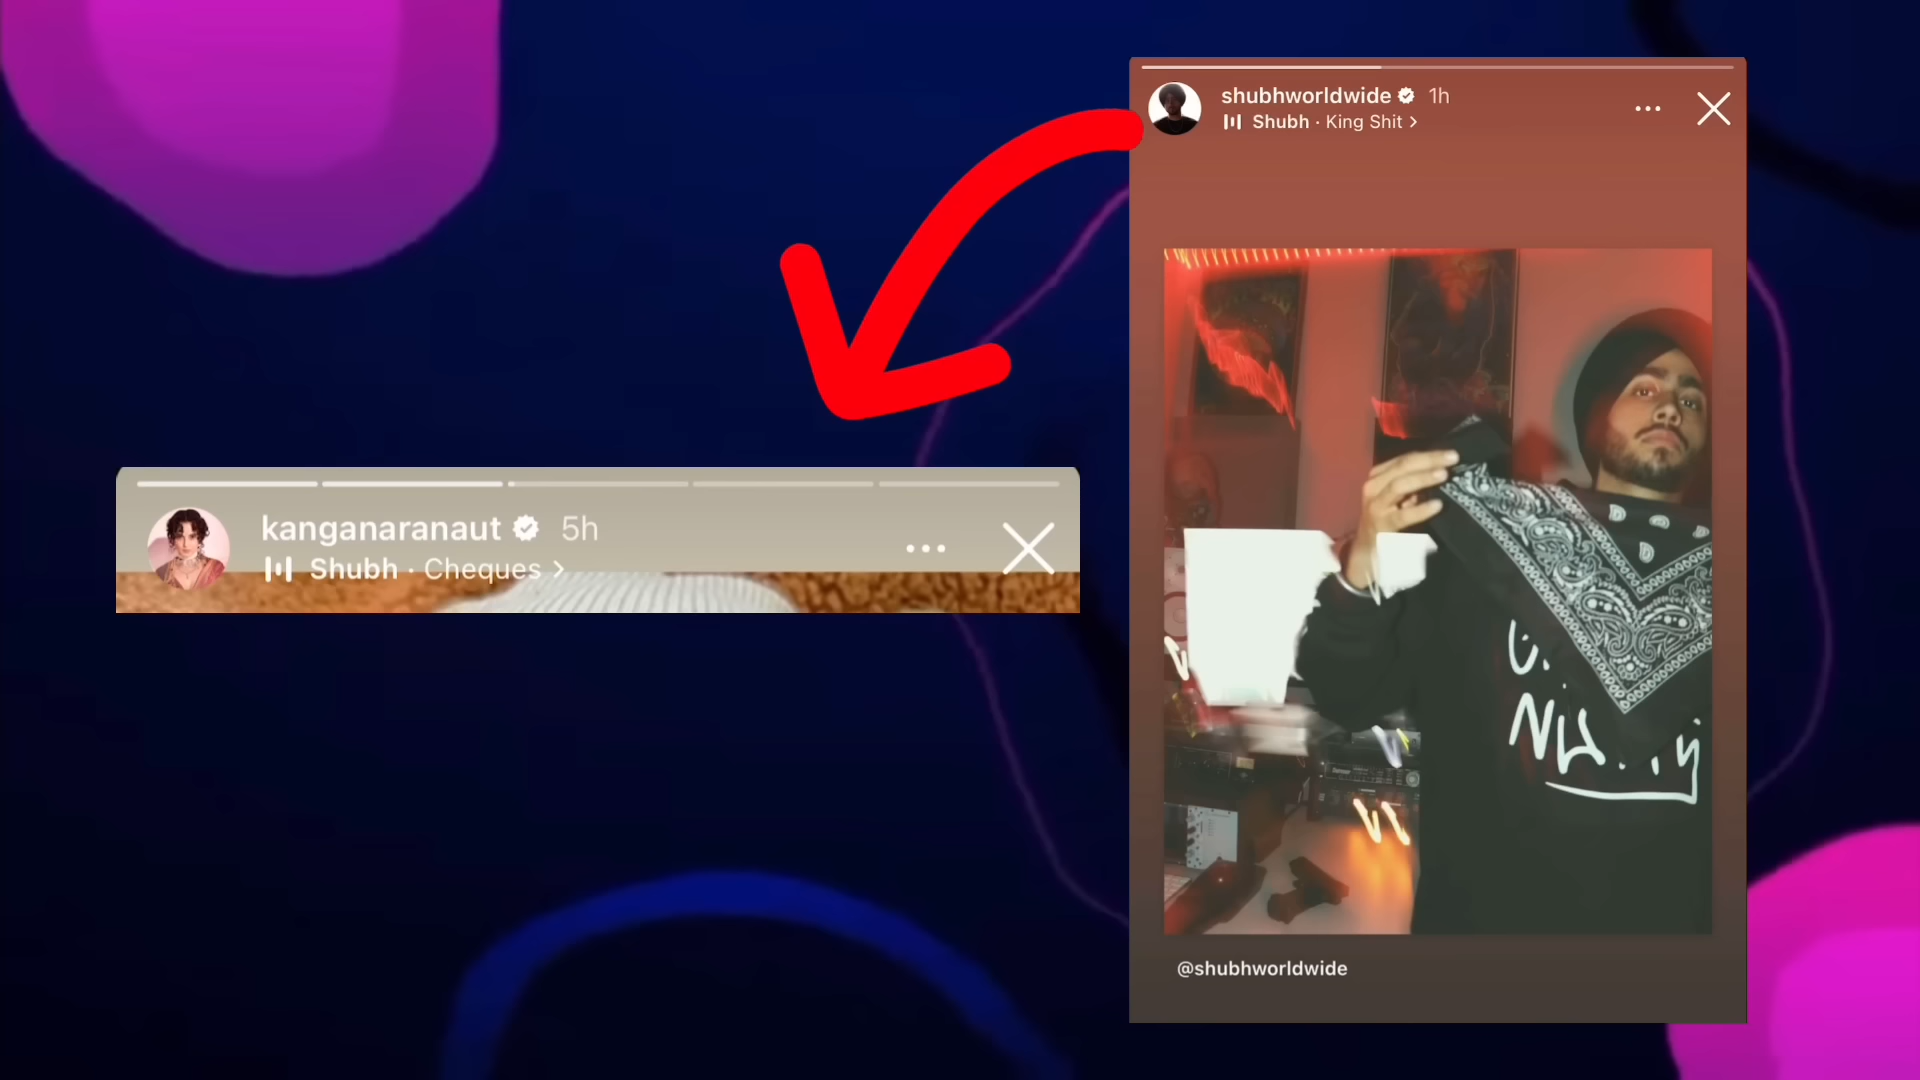 shubhworldwide 1h
Shubh · King Shit >
kanganaranaut 5h
Shubh · Cheques >
@shubhworldwide